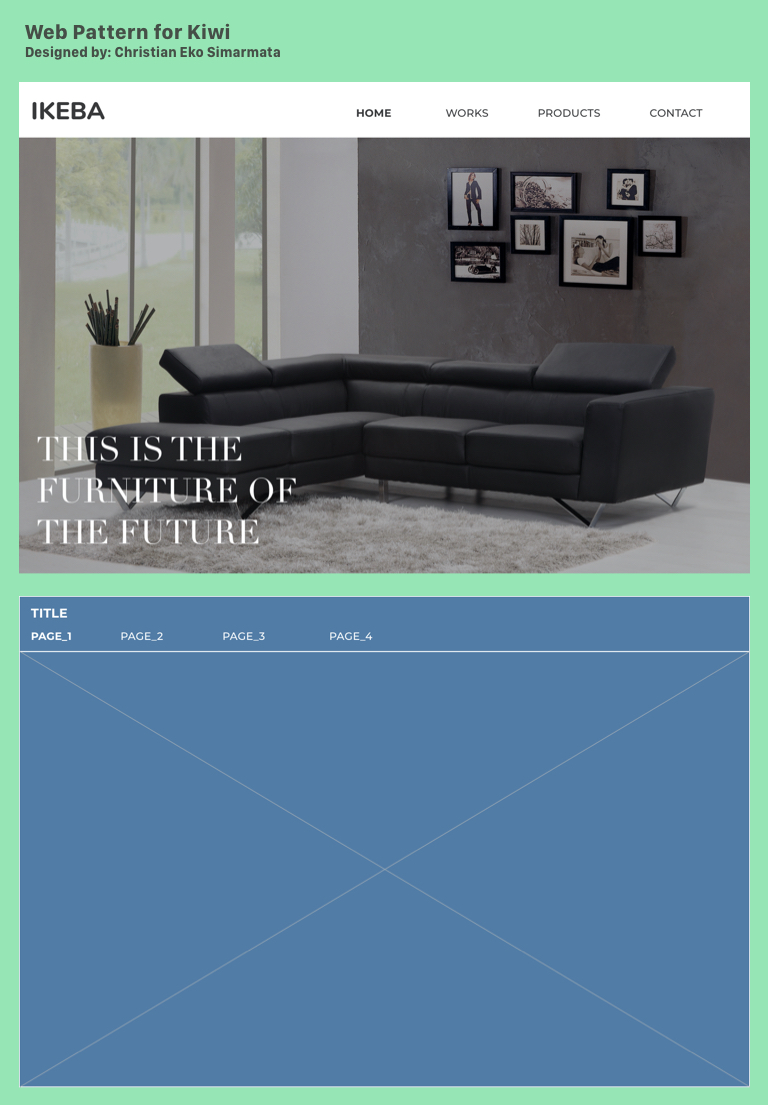 Web Pattern for Kiwi
Designed by: Christian Eko Simarmata
IKEBA
HOME WORKS PRODUCTS CONTACT
THIS IS THE
FURNITURE OF
THE FUTURE
TITLE
PAGE_1 PAGE_2 PAGE_3 PAGE_4